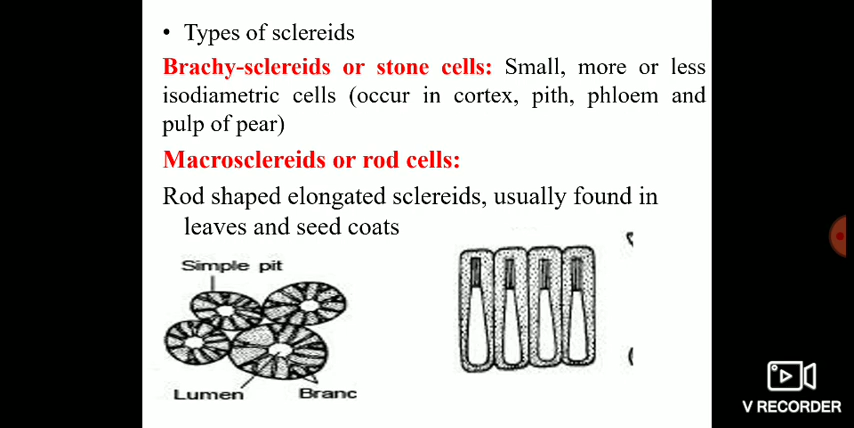 • Types of sclereids
Brachy-sclereids or stone cells: Small, more or less
isodiametric cells (occur in cortex, pith, phloem and
pulp of pear)
Macrosclereids or rod cells:
Rod shaped elongated sclereids, usually found in
leaves and seed coats
Simple pit
Lumen
Branc
V RECORDER